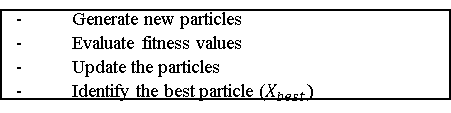 - Generate new particles
- Evaluate fitness values
- Update the particles
- Identify the best particle (X_best)